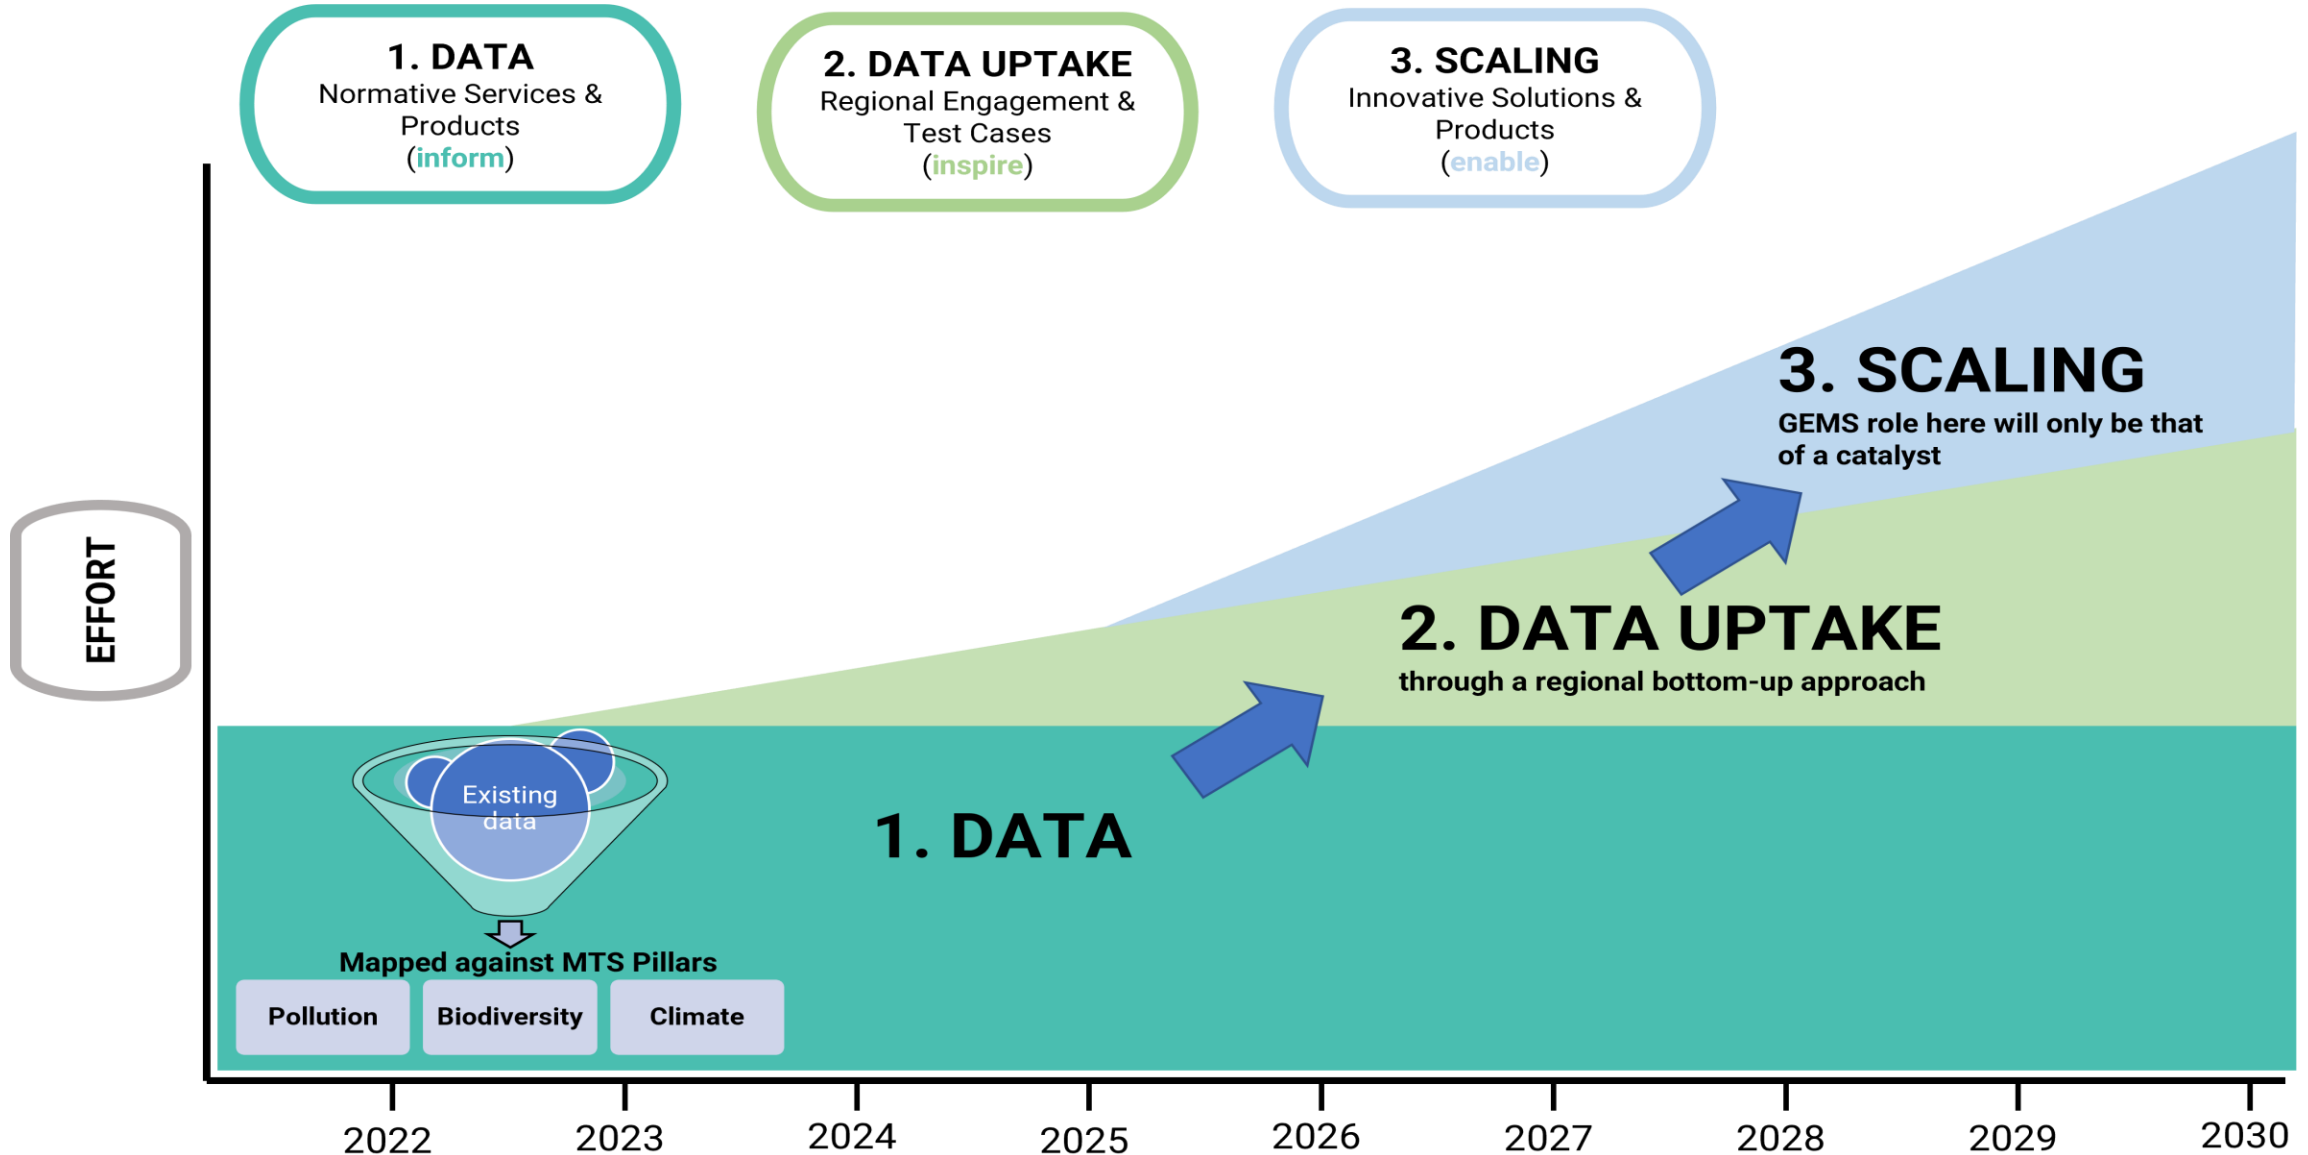 1. DATA
Normative Services &
Products
(inform)
2. DATA UPTAKE
Regional Engagement &
Test Cases
(inspire)
3. SCALING
Innovative Solutions &
Products
(enable)
EFFORT
3. SCALING
GEMS role here will only be that
of a catalyst
2. DATA UPTAKE
through a regional bottom-up approach
1. DATA
Existing
data
Mapped against MTS Pillars
Pollution
Biodiversity
Climate
2022
2023
2024
2025
2026
2027
2028
2029
2030